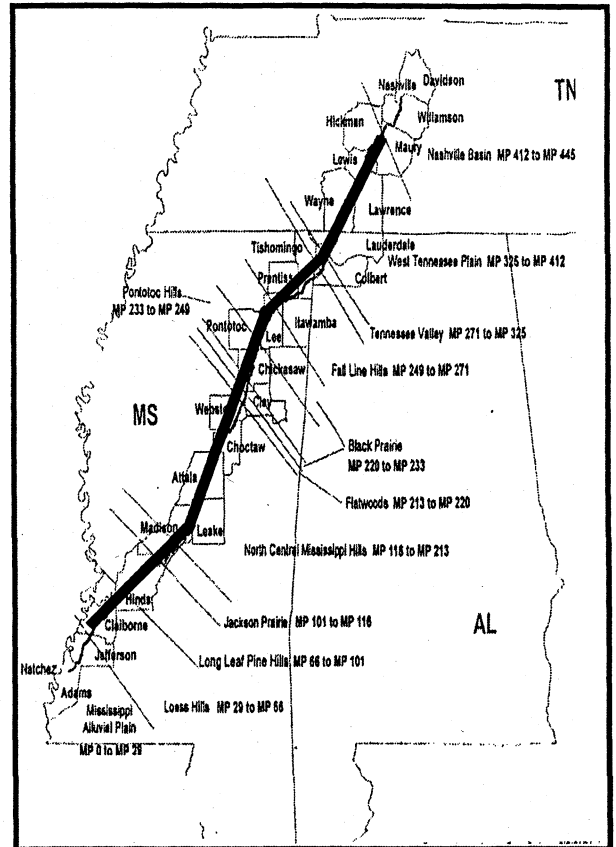 Nashville
Davidson
TN
Hickman
Williamson
Maury
Lewis
Nashville Basin MP 412 to MP 445
Wayne
Lawrence
Tishomingo
Lauderdale
Prentiss
West Tennessee Plain MP 325 to MP 412
Colbert
Pontotoc Hills
MP 233 to MP 249
Pontotoc
Itawamba
Lee
Tennessee Valley MP 271 to MP 325
Chickasaw
Fall Line Hills MP 249 to MP 271
MS
Webster
Clay
Choctaw
Black Prairie
MP 220 to MP 233
Attala
Flatwoods MP 213 to MP 220
Madison
Leake
North Central Mississippi Hills MP 116 to MP 213
Hinds
Claiborne
Jackson Prairie MP 101 to MP 116
AL
Jefferson
Long Leaf Pine Hills MP 66 to MP 101
Natchez
Adams
Loess Hills MP 29 to MP 66
Mississippi
Alluvial Plain
MP 0 to MP 29